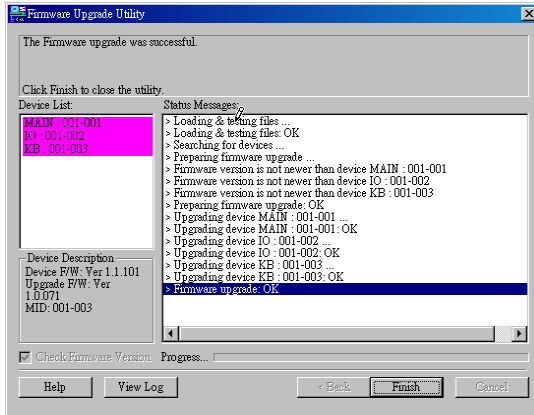 Firmware Upgrade Utility
The Firmware upgrade was successful.
Click Finish to close the utility.
Device List:
MAIN : 001-001
IO : 001-002
KB : 001-003
Status Messages:
> Loading & testing files ...
> Loading & testing files: OK
> Searching for devices ...
> Preparing firmware upgrade ...
> Firmware version is not newer than device MAIN : 001-001
> Firmware version is not newer than device IO : 001-002
> Firmware version is not newer than device KB : 001-003
> Preparing firmware upgrade: OK
> Upgrading device MAIN : 001-001 ...
> Upgrading device MAIN : 001-001: OK
> Upgrading device IO : 001-002 ...
> Upgrading device IO : 001-002: OK
> Upgrading device KB : 001-003 ...
> Upgrading device KB : 001-003: OK
> Firmware upgrade: OK
Device Description
Device F/W: Ver 1.1.101
Upgrade F/W: Ver
1.0.071
MID: 001-003
Check Firmware Version Progress...
Help View Log < Back Finish Cancel